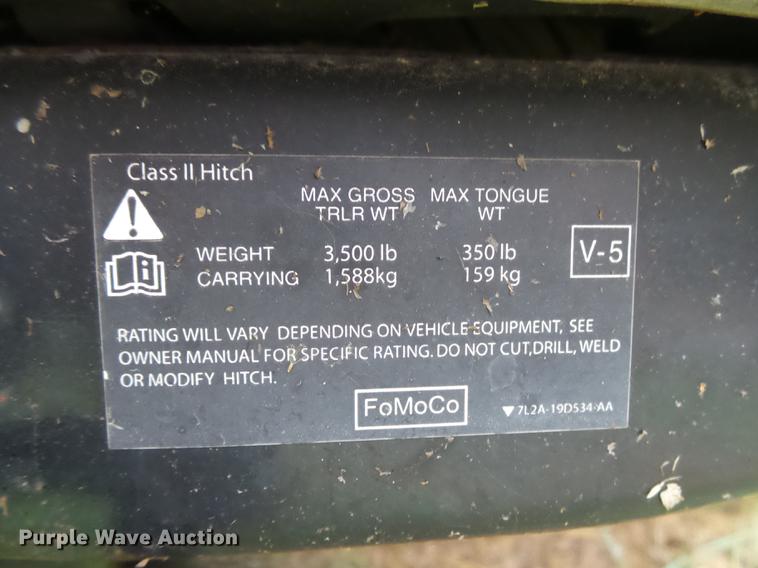 Class II Hitch
MAX GROSS MAX TONGUE
TRLR WT WT
WEIGHT 3,500 lb 350 lb
CARRYING 1,588kg 159 kg
V-5
RATING WILL VARY DEPENDING ON VEHICLE EQUIPMENT, SEE
OWNER MANUAL FOR SPECIFIC RATING. DO NOT CUT,DRILL, WELD
OR MODIFY HITCH.
FoMoCo
7L2A-19D534-AA
Purple Wave Auction